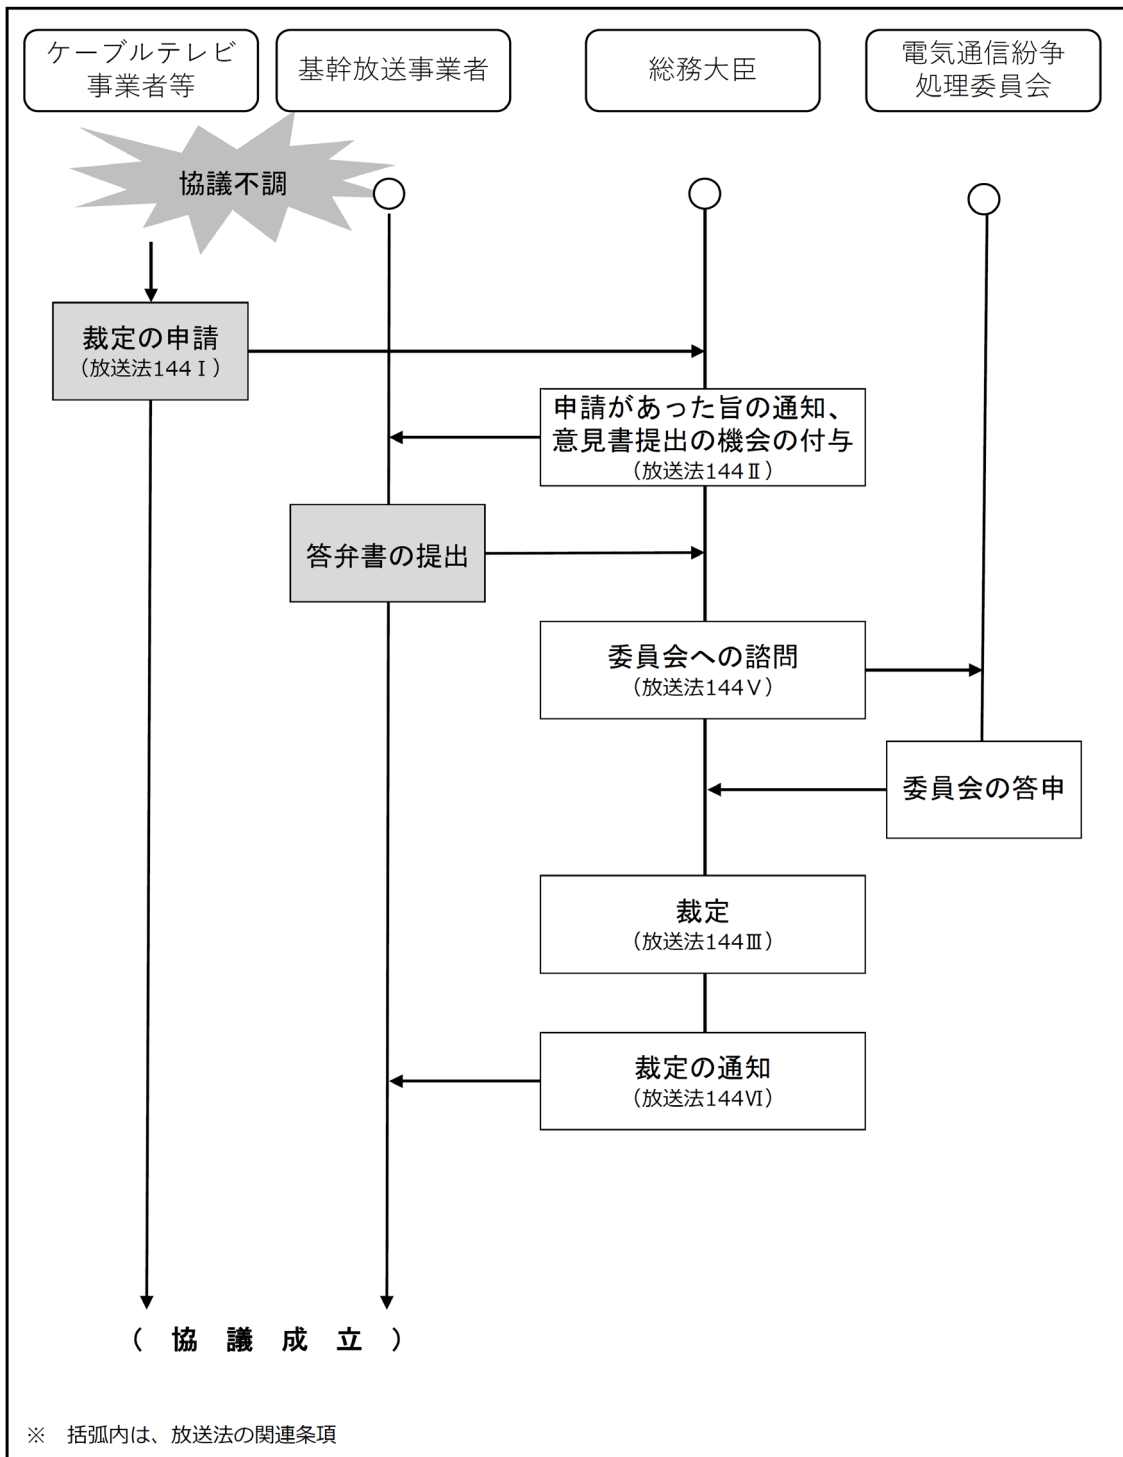 ケーブルテレビ
事業者等
基幹放送事業者
総務大臣
電気通信紛争
処理委員会
協議不調
裁定の申請
（放送法144Ⅰ）
申請があった旨の通知、
意見書提出の機会の付与
（放送法144Ⅱ）
答弁書の提出
委員会への諮問
（放送法144Ⅴ）
委員会の答申
裁定
（放送法144Ⅲ）
裁定の通知
（放送法144Ⅵ）
（ 協 議 成 立 ）
※　括弧内は、放送法の関連条項